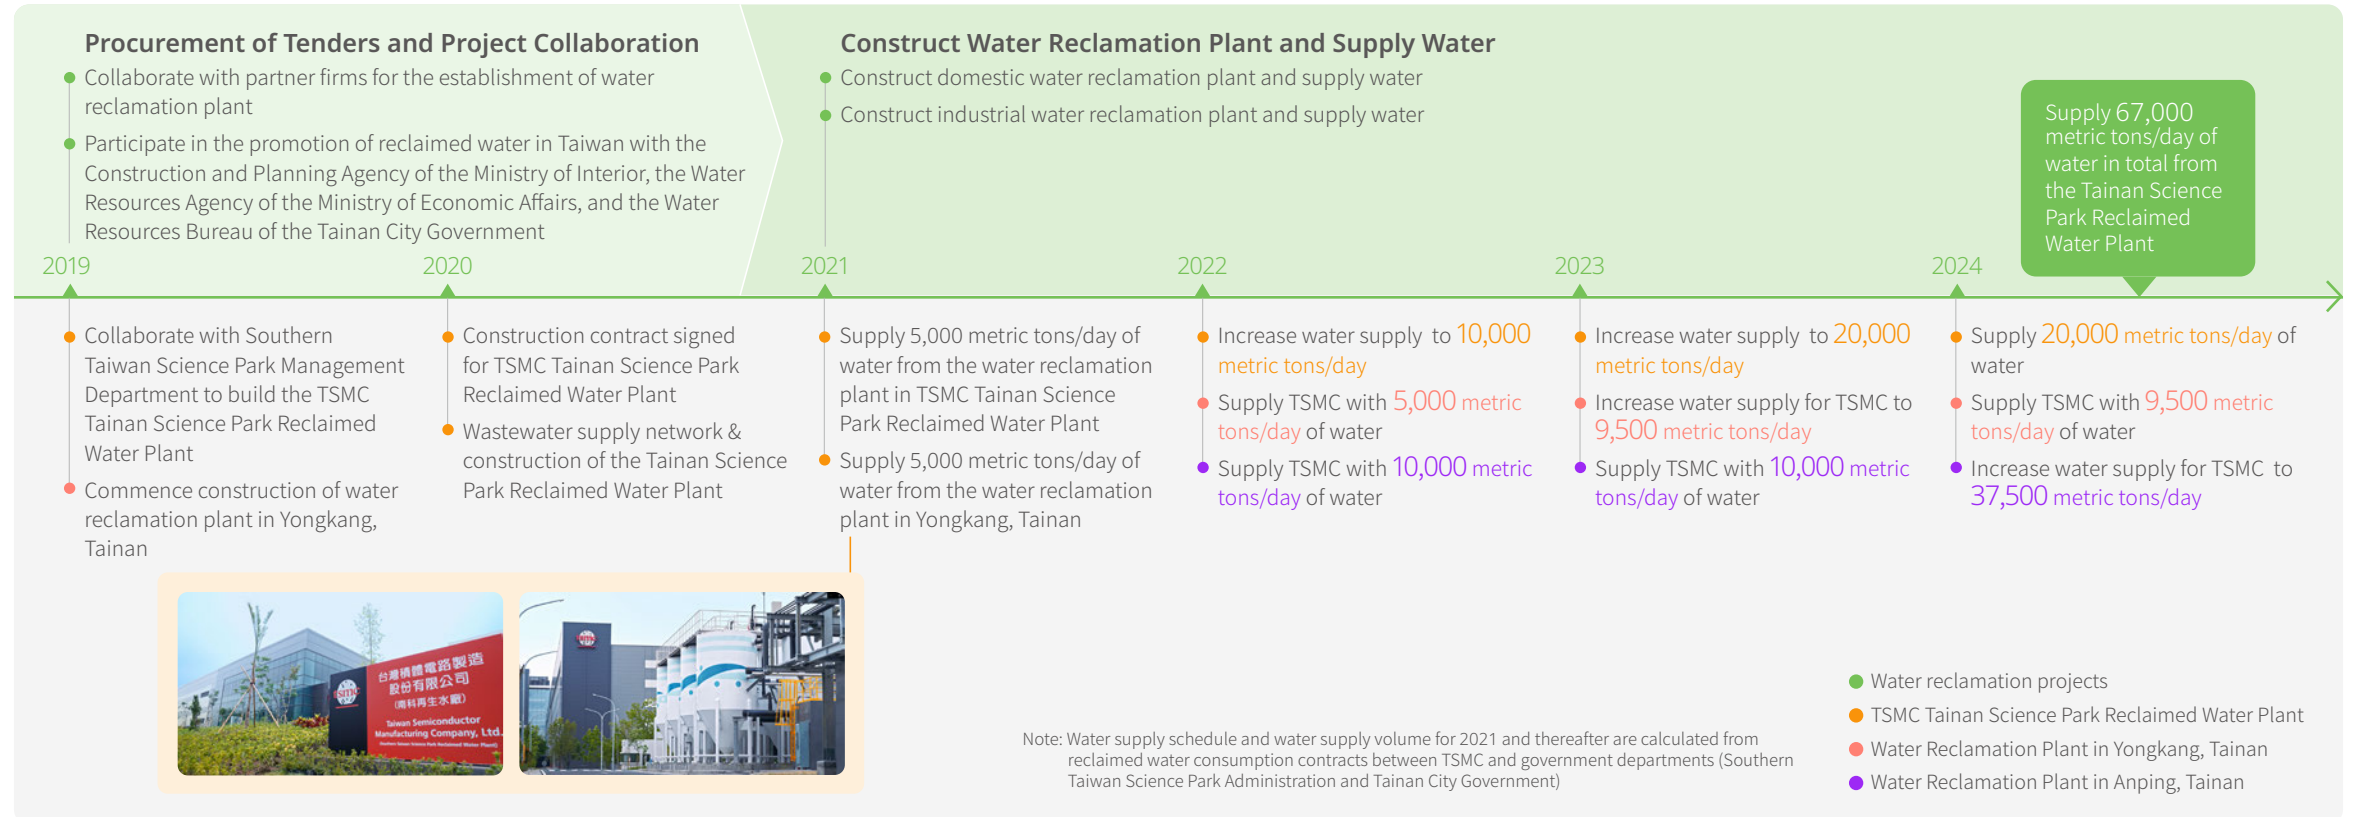 Procurement of Tenders and Project Collaboration
Collaborate with partner firms for the establishment of water
reclamation plant
Participate in the promotion of reclaimed water in Taiwan with the
Construction and Planning Agency of the Ministry of Interior, the Water
Resources Agency of the Ministry of Economic Affairs, and the Water
Resources Bureau of the Tainan City Government
Construct Water Reclamation Plant and Supply Water
Construct domestic water reclamation plant and supply water
Construct industrial water reclamation plant and supply water
Supply 67,000
metric tons/day of
water in total from
the Tainan Science
Park Reclaimed
Water Plant
2019
2020
2021
2022
2023
2024
Collaborate with Southern
Taiwan Science Park Management
Department to build the TSMC
Tainan Science Park Reclaimed
Water Plant
Commence construction of water
reclamation plant in Yongkang,
Tainan
Construction contract signed
for TSMC Tainan Science Park
Reclaimed Water Plant
Wastewater supply network &
construction of the Tainan Science
Park Reclaimed Water Plant
Supply 5,000 metric tons/day of
water from the water reclamation
plant in TSMC Tainan Science
Park Reclaimed Water Plant
Supply 5,000 metric tons/day of
water from the water reclamation
plant in Yongkang, Tainan
Increase water supply to 10,000
metric tons/day
Supply TSMC with 5,000 metric
tons/day of water
Supply TSMC with 10,000 metric
tons/day of water
Increase water supply to 20,000
metric tons/day
Increase water supply for TSMC to
9,500 metric tons/day
Supply TSMC with 10,000 metric
tons/day of water
Supply 20,000 metric tons/day of
water
Supply TSMC with 9,500 metric
tons/day of water
Increase water supply for TSMC to
37,500 metric tons/day
tsmc
台灣積體電路製造
股份有限公司
(南科再生水廠)
Taiwan Semiconductor
Manufacturing Company, Ltd.
(Southern Taiwan Science Park Reclaimed Water Plant)
tsmc
Note: Water supply schedule and water supply volume for 2021 and thereafter are calculated from
reclaimed water consumption contracts between TSMC and government departments (Southern
Taiwan Science Park Administration and Tainan City Government)
Water reclamation projects
TSMC Tainan Science Park Reclaimed Water Plant
Water Reclamation Plant in Yongkang, Tainan
Water Reclamation Plant in Anping, Tainan